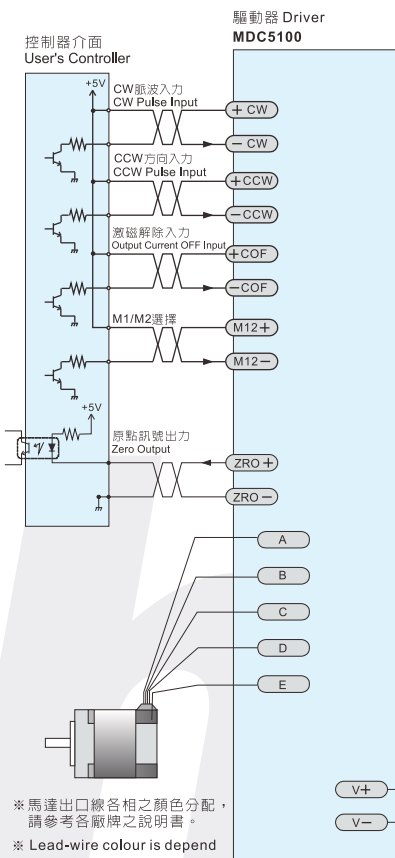 驅動器 Driver
MDC5100
控制器介面
User's Controller
+5V
CW脈波入力
CW Pulse Input
+ CW
− CW
CCW方向入力
CCW Pulse Input
+CCW
−CCW
激磁解除入力
Output Current OFF Input
+COF
−COF
M1/M2選擇
M12+
M12−
+5V
原點訊號出力
Zero Output
ZRO +
ZRO −
A
B
C
D
E
V+
V−
※馬達出口線各相之顏色分配，
請參考各廠牌之說明書。
※ Lead-wire colour is depend